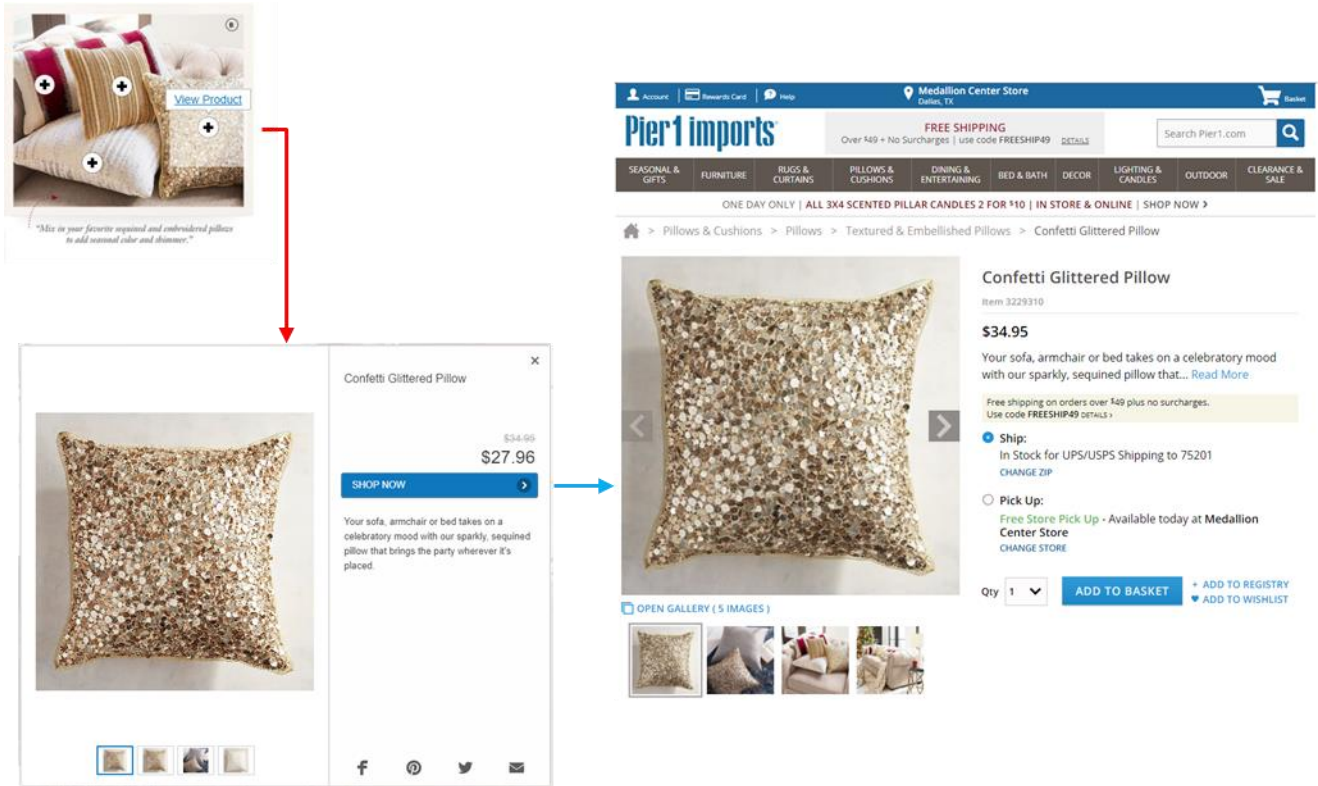 B
View Product
"Mix in your favorite sequined and embroidered pillows
to add seasonal color and shimmer."
×
Confetti Glittered Pillow
$34.95
$27.96
SHOP NOW
Your sofa, armchair or bed takes on a
celebratory mood with our sparkly, sequined
pillow that brings the party wherever it's
placed.
Account
Rewards Card
Help
Medallion Center Store
Dallas, TX
Basket
Pier 1 imports
FREE SHIPPING
Over $49 + No Surcharges | use code FREESHIP49 DETAILS
Search Pier1.com
SEASONAL &
GIFTS
FURNITURE
RUGS &
CURTAINS
PILLOWS &
CUSHIONS
DINING &
ENTERTAINING
BED & BATH
DECOR
LIGHTING &
CANDLES
OUTDOOR
CLEARANCE &
SALE
ONE DAY ONLY | ALL 3X4 SCENTED PILLAR CANDLES 2 FOR $10 | IN STORE & ONLINE | SHOP NOW >
> Pillows & Cushions > Pillows > Textured & Embellished Pillows > Confetti Glittered Pillow
Confetti Glittered Pillow
Item 3229310
$34.95
Your sofa, armchair or bed takes on a celebratory mood
with our sparkly, sequined pillow that... Read More
Free shipping on orders over $49 plus no surcharges.
Use code FREESHIP49 DETAILS >
Ship:
In Stock for UPS/USPS Shipping to 75201
CHANGE ZIP
Pick Up:
Free Store Pick Up - Available today at Medallion
Center Store
CHANGE STORE
Qty 1 ADD TO BASKET
+ ADD TO REGISTRY
ADD TO WISHLIST
OPEN GALLERY ( 5 IMAGES )